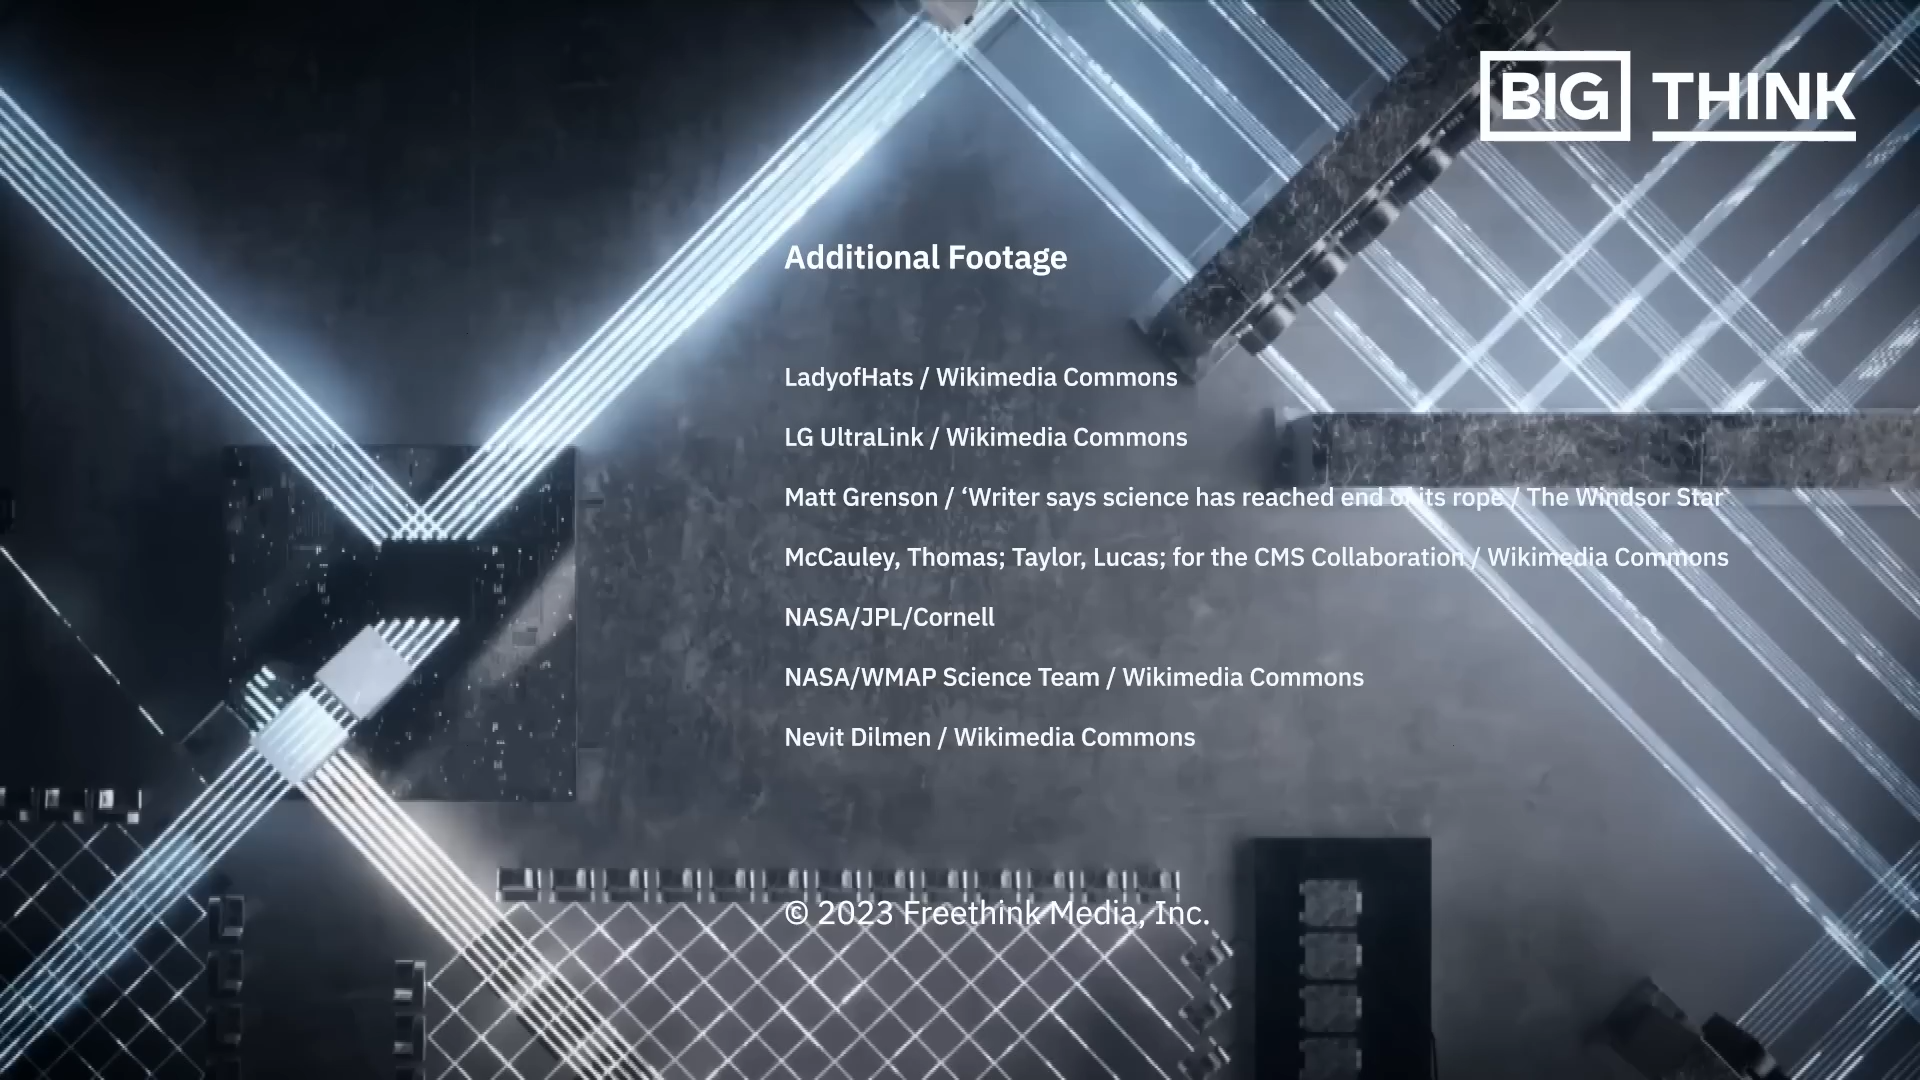 BIG THINK
Additional Footage
LadyofHats / Wikimedia Commons
LG UltraLink / Wikimedia Commons
Matt Grenson / ‘Writer says science has reached end of its rope / The Windsor Star‘
McCauley, Thomas; Taylor, Lucas; for the CMS Collaboration / Wikimedia Commons
NASA/JPL/Cornell
NASA/WMAP Science Team / Wikimedia Commons
Nevit Dilmen / Wikimedia Commons
© 2023 Freethink Media, Inc.